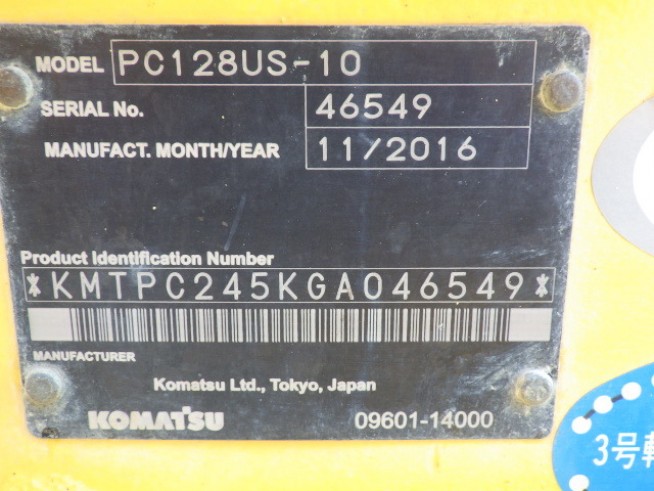 MODEL PC128US-10
SERIAL No. 46549
MANUFACT. MONTH/YEAR 11/2016
Product Identification Number
*KMTPC245KGA046549*
MANUFACTURER
Komatsu Ltd., Tokyo, Japan
KOMATSU 09601-14000
3号